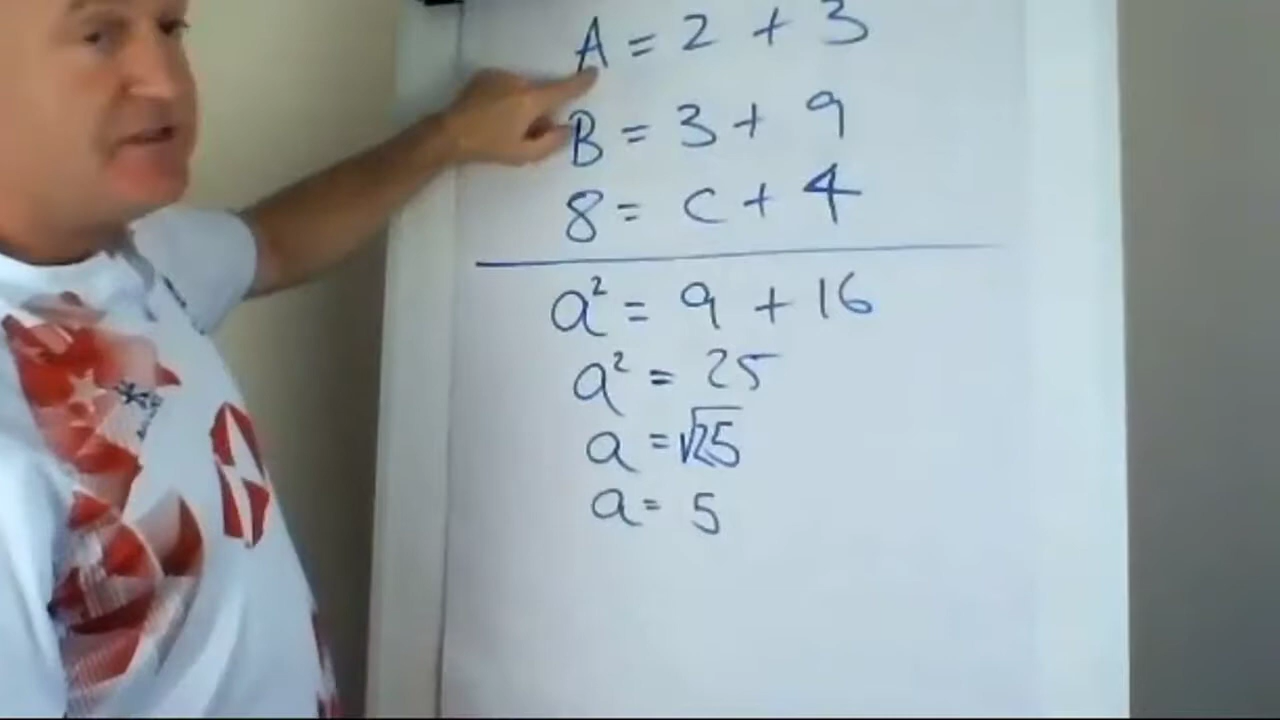 A = 2 + 3
B = 3 + 9
8 = C + 4
a² = 9 + 16
a² = 25
a = √25
a = 5